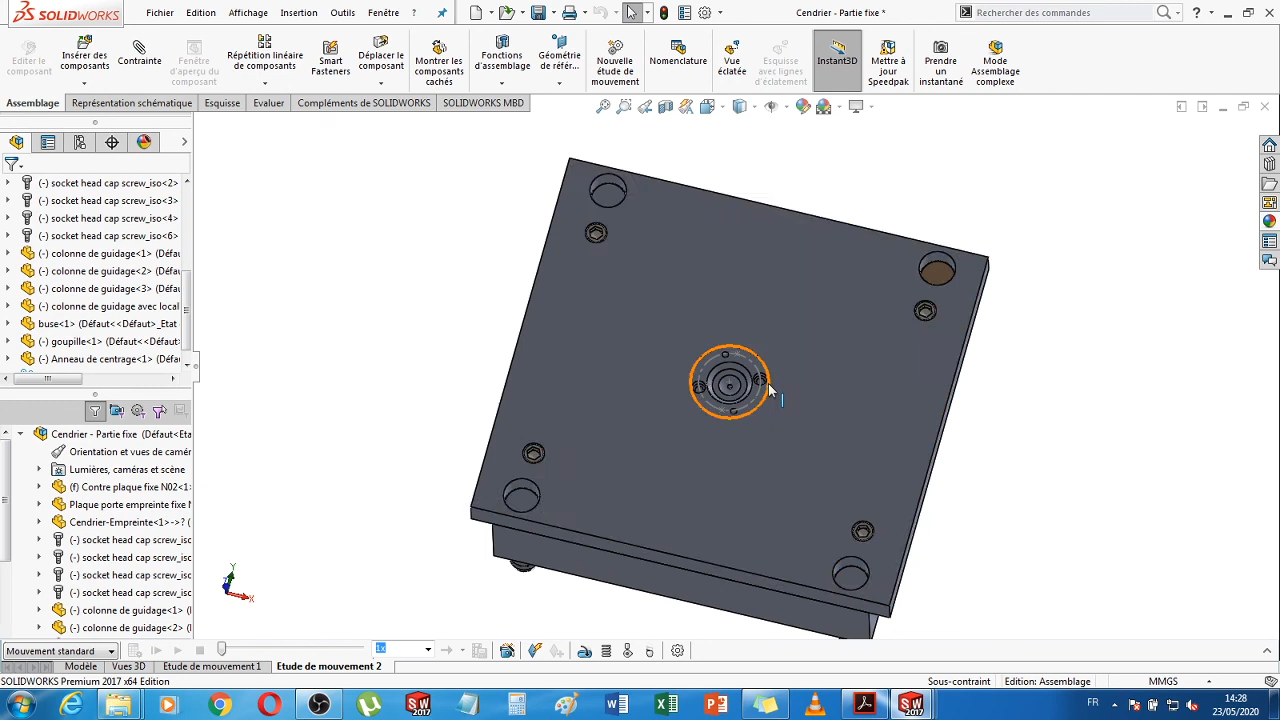 SOLIDWORKS
Fichier Edition Affichage Insertion Outils Fenêtre ?
Cendrier - Partie fixe *
Rechercher des commandes
Editer le composant
Insérer des composants
Contrainte
Fenêtre d'aperçu du composant
Répétition linéaire de composants
Smart Fasteners
Déplacer le composant
Montrer les composants cachés
Fonctions d'assemblage
Géométrie de référ...
Nouvelle étude de mouvement
Nomenclature
Vue éclatée
Esquisse avec lignes d'éclatement
Instant3D
Mettre à jour Speedpak
Prendre un instantané
Mode Assemblage complexe
Assemblage Représentation schématique Esquisse Evaluer Compléments de SOLIDWORKS SOLIDWORKS MBD
(-) socket head cap screw_iso<2>
(-) socket head cap screw_iso<3>
(-) socket head cap screw_iso<4>
(-) socket head cap screw_iso<6>
(-) colonne de guidage<1> (Défau
(-) colonne de guidage<2> (Défau
(-) colonne de guidage<3> (Défau
(-) colonne de guidage avec local
buse<1> (Défaut<<Défaut>_Etat
(-) goupille<1> (Défaut<<Défaut>
(-) Anneau de centrage<1> (Défau
Cendrier - Partie fixe (Défaut<Etat
Orientation et vues de camér
Lumières, caméras et scène
(f) Contre plaque fixe N02<1>
Plaque porte empreinte fixe N
Cendrier-Empreinte<1>->? (
(-) socket head cap screw_isc
(-) socket head cap screw_isc
(-) socket head cap screw_isc
(-) socket head cap screw_isc
(-) colonne de guidage<1> (I
(-) colonne de guidage<2> (I
Y
X
Mouvement standard
1x
Modèle Vues 3D Etude de mouvement 1 Etude de mouvement 2
SOLIDWORKS Premium 2017 x64 Edition
Sous-contraint
Edition: Assemblage
MMGS
FR
14:28
23/05/2020